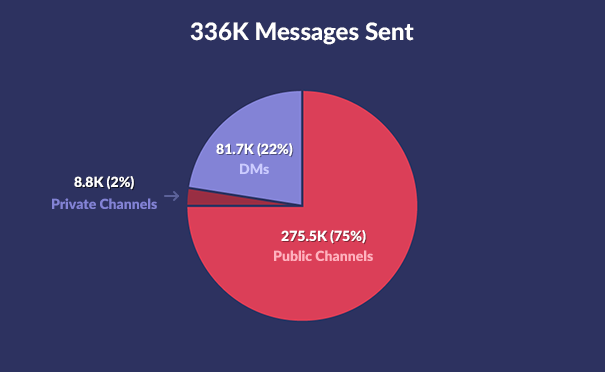 336K Messages Sent
81.7K (22%)
DMs
8.8K (2%)
Private Channels
275.5K (75%)
Public Channels